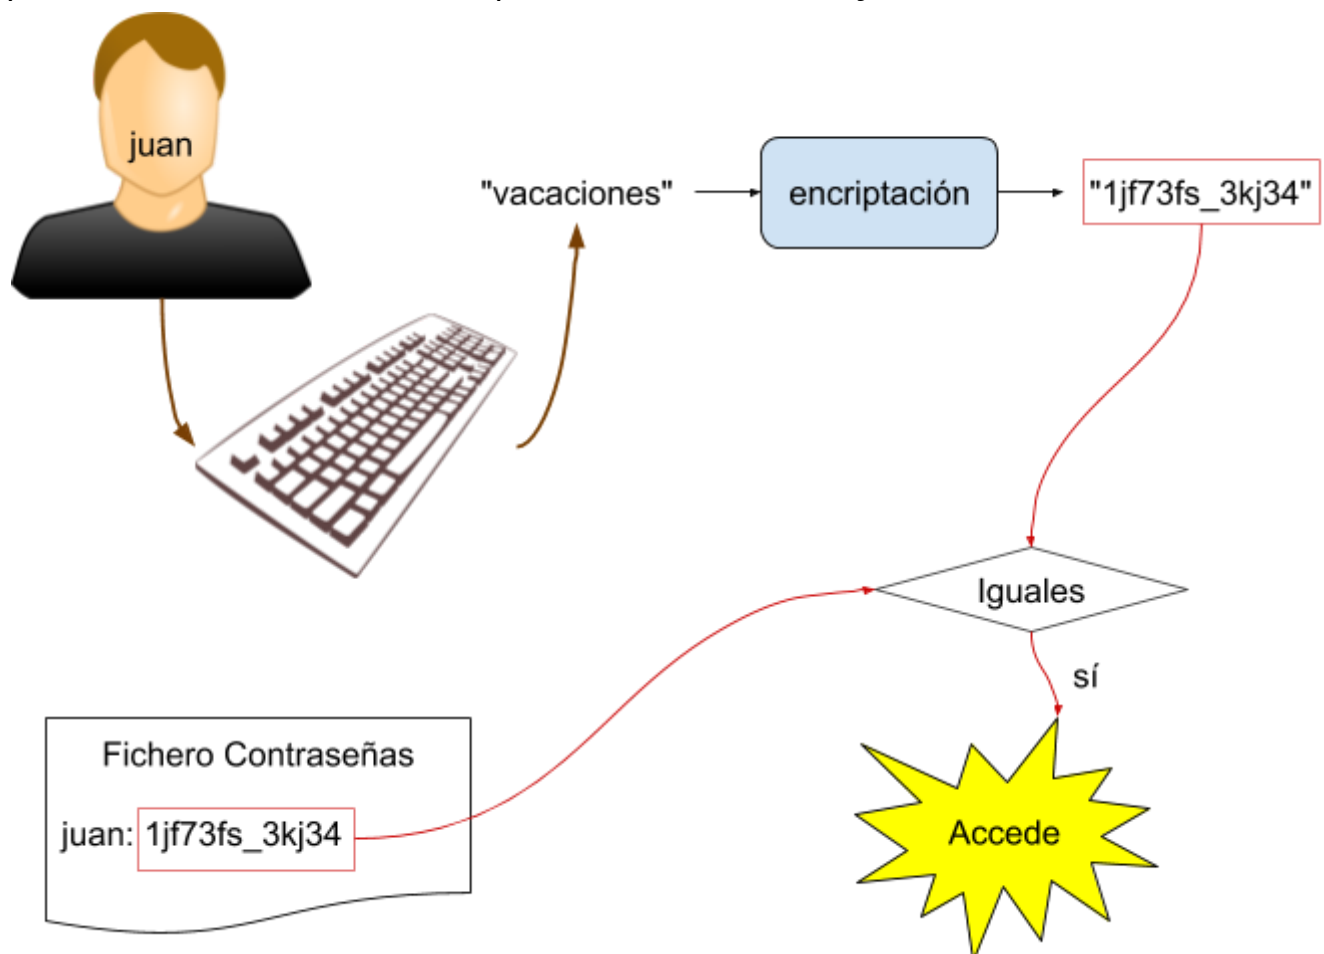 juan
"vacaciones"
encriptación
"1jf73fs_3kj34"
Iguales
sí
Fichero Contraseñas
juan: 1jf73fs_3kj34
Accede